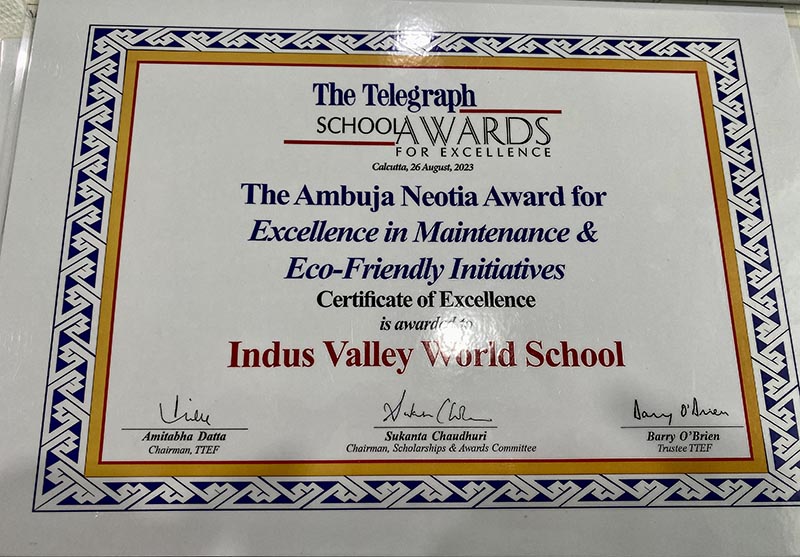 The Telegraph
SCHOOL AWARDS
FOR EXCELLENCE
Calcutta, 26 August, 2023
The Ambuja Neotia Award for
Excellence in Maintenance &
Eco-Friendly Initiatives
Certificate of Excellence
is awarded to
Indus Valley World School
Amitabha Datta
Chairman, TTEF
Sukanta Chaudhuri
Chairman, Scholarships & Awards Committee
Barry O'Brien
Barry O'Brien
Trustee TTEF